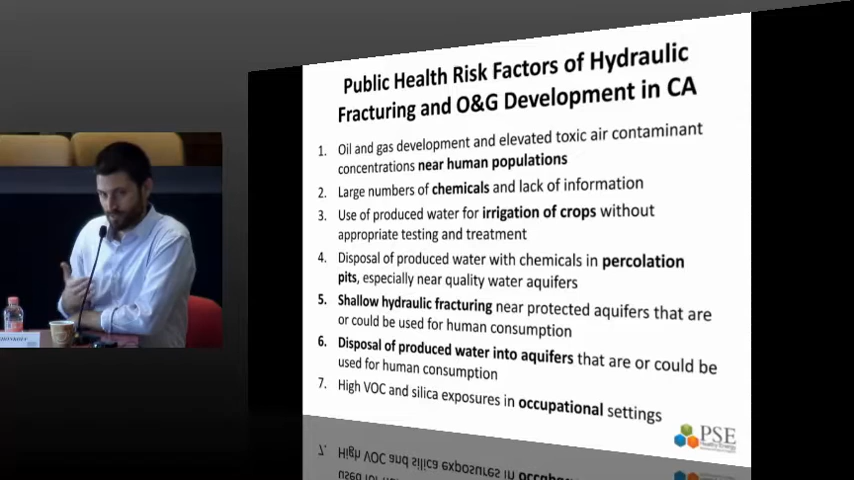 Public Health Risk Factors of Hydraulic
Fracturing and O&G Development in CA
1. Oil and gas development and elevated toxic air contaminant
concentrations near human populations
2. Large numbers of chemicals and lack of information
3. Use of produced water for irrigation of crops without
appropriate testing and treatment
4. Disposal of produced water with chemicals in percolation
pits, especially near quality water aquifers
5. Shallow hydraulic fracturing near protected aquifers that are
or could be used for human consumption
6. Disposal of produced water into aquifers that are or could be
used for human consumption
7. High VOC and silica exposures in occupational settings
PSE
Healthy Energy